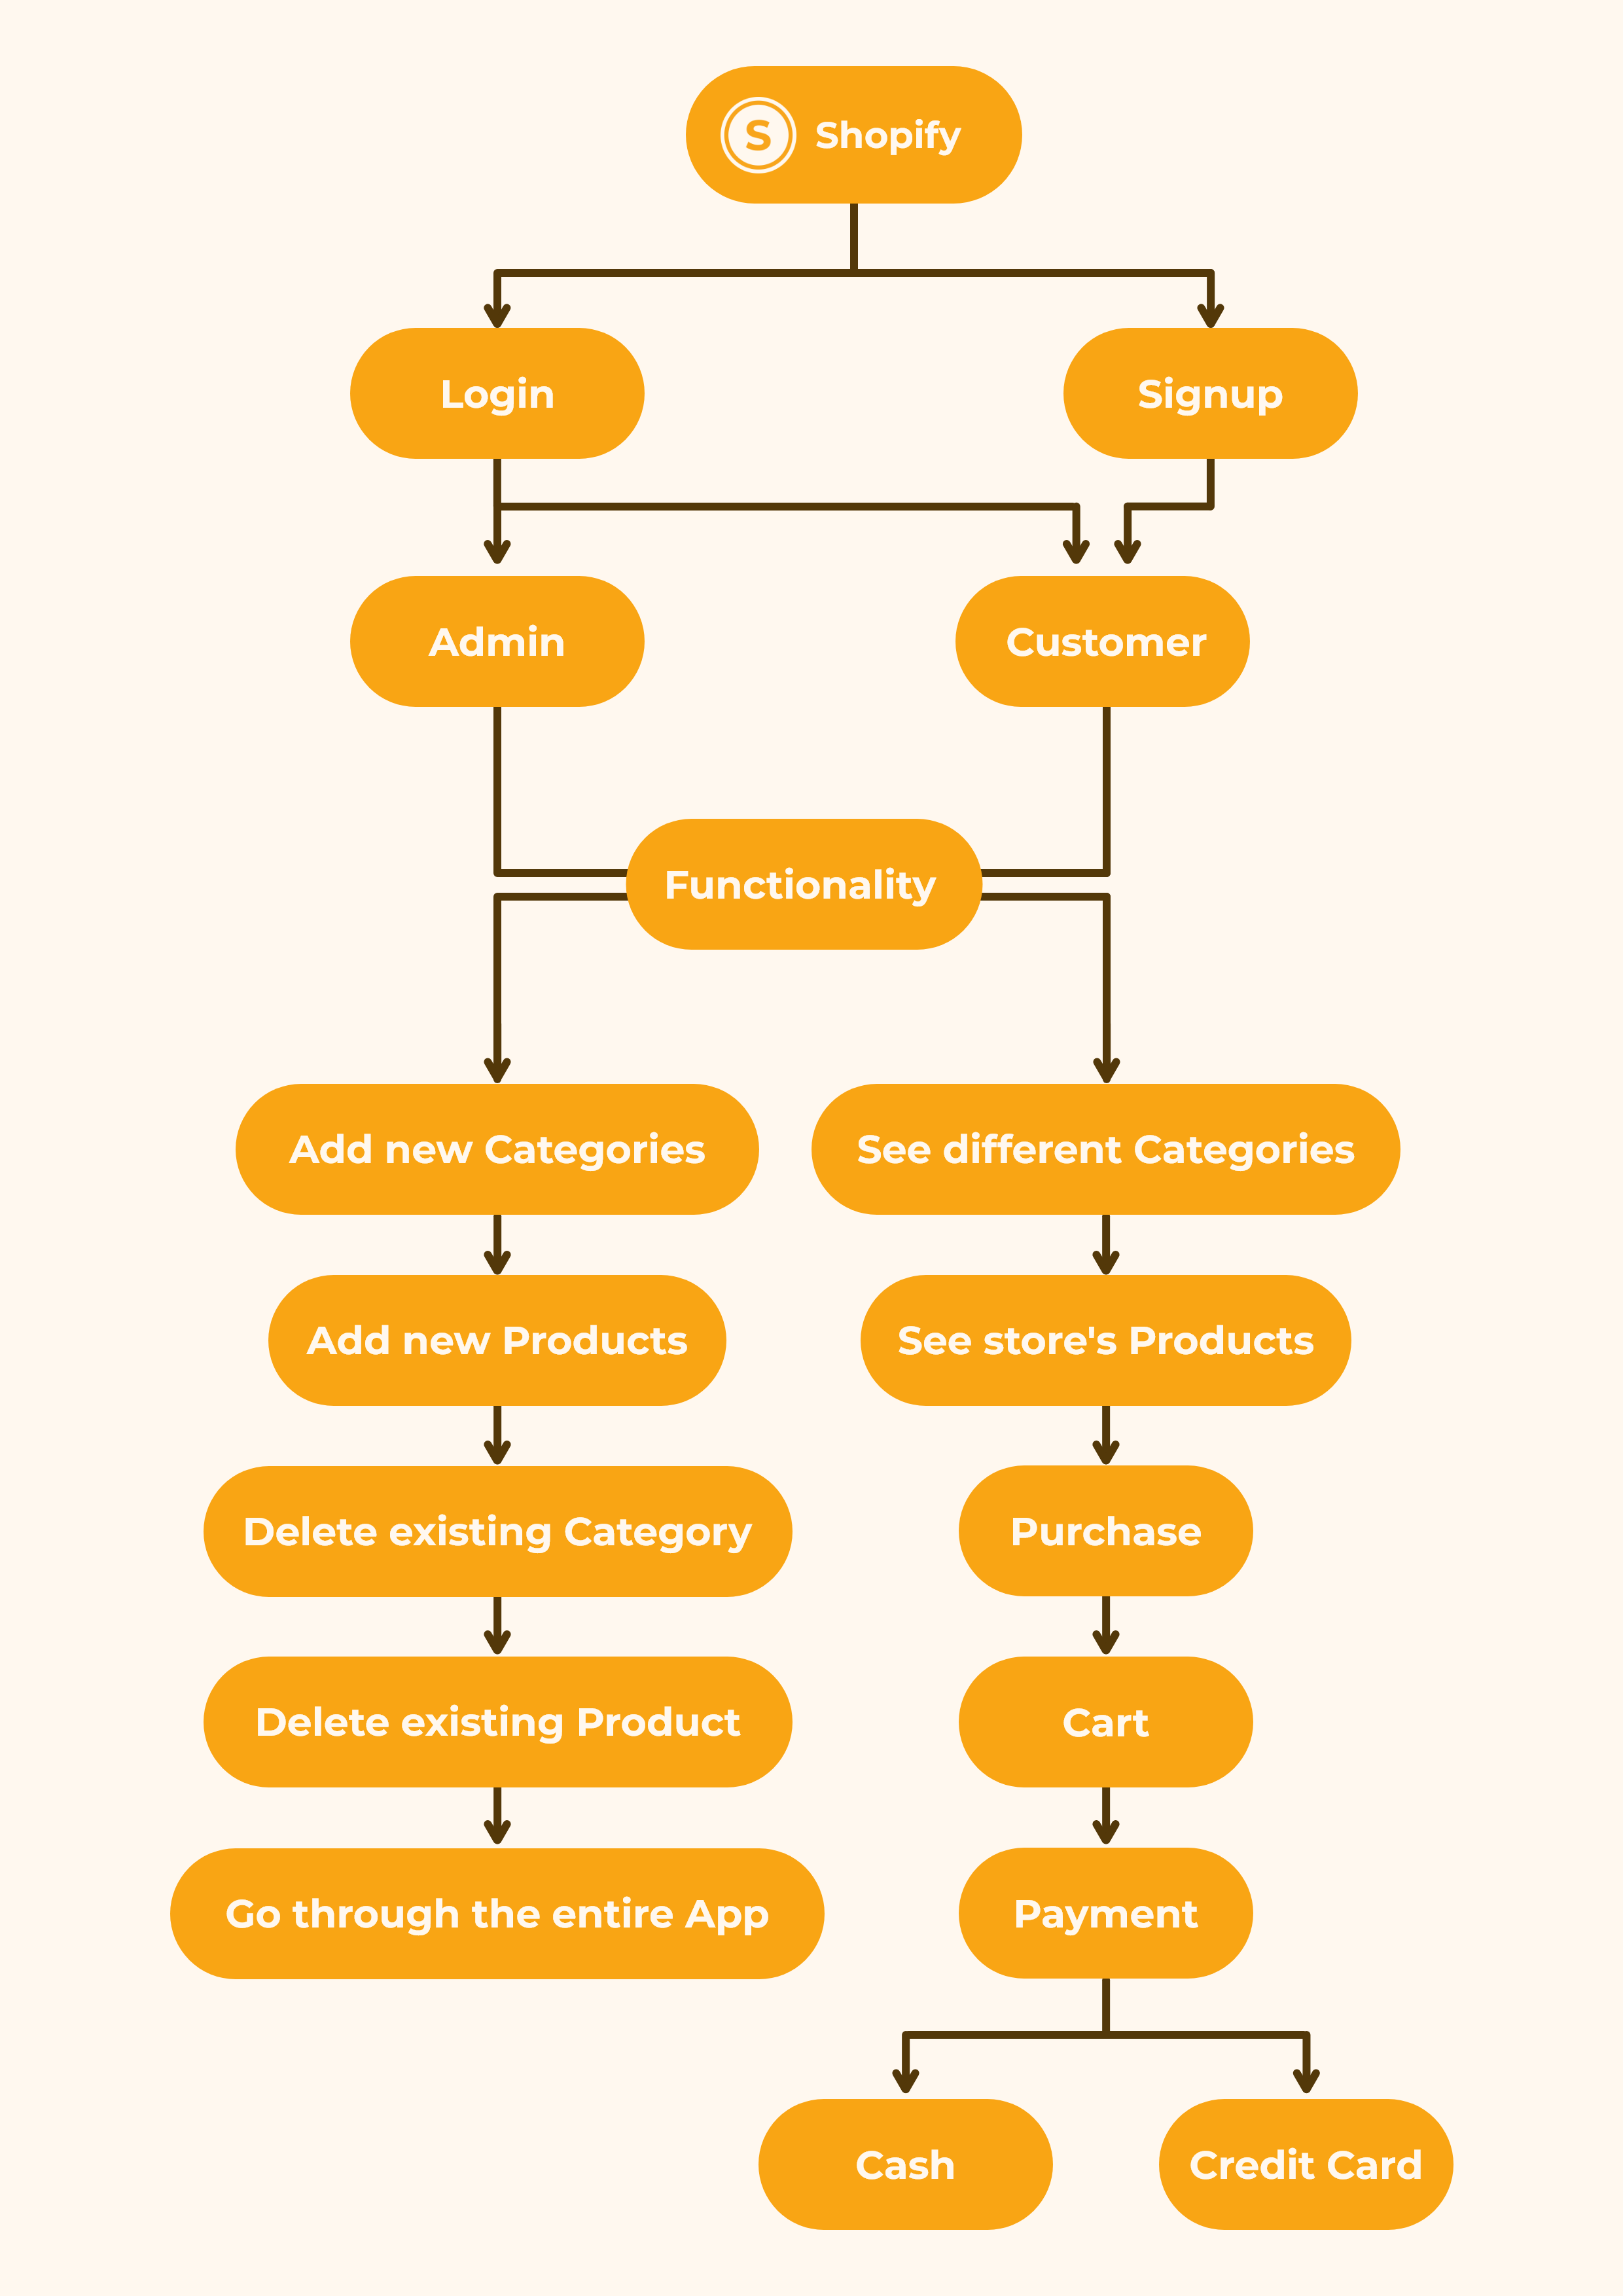 S Shopify
Login
Signup
Admin
Customer
Functionality
Add new Categories
See different Categories
Add new Products
See store's Products
Delete existing Category
Purchase
Delete existing Product
Cart
Go through the entire App
Payment
Cash
Credit Card